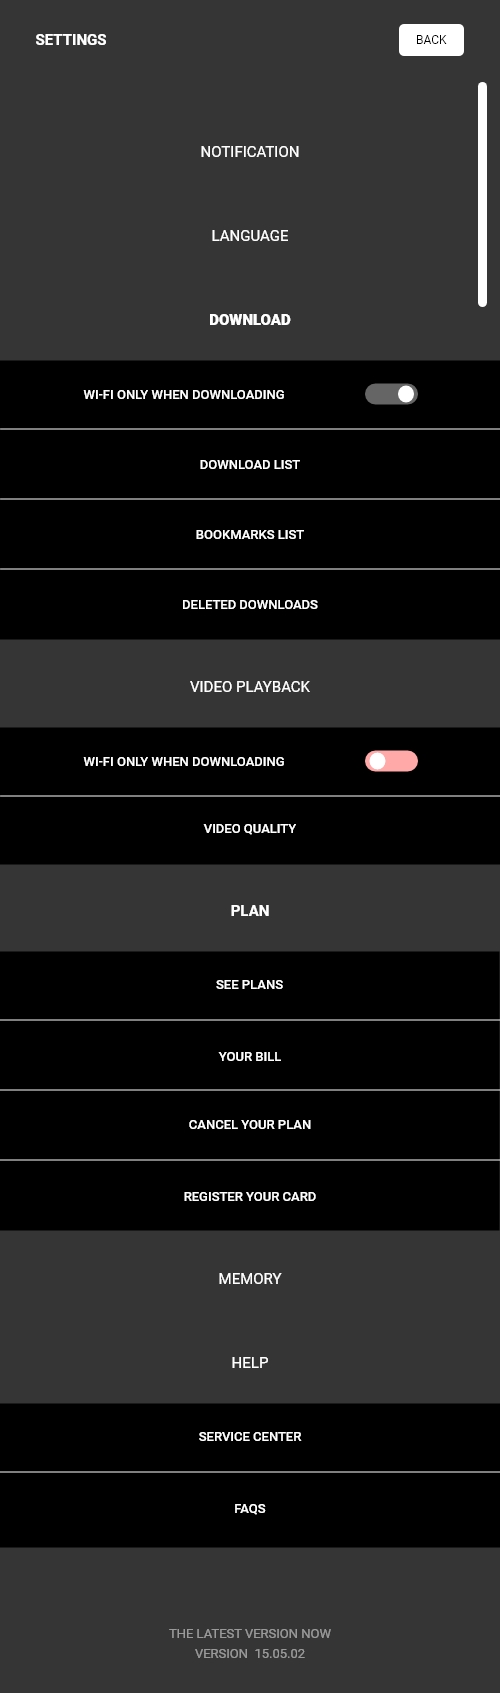 SETTINGS
BACK
NOTIFICATION
LANGUAGE
DOWNLOAD
WI-FI ONLY WHEN DOWNLOADING
DOWNLOAD LIST
BOOKMARKS LIST
DELETED DOWNLOADS
VIDEO PLAYBACK
WI-FI ONLY WHEN DOWNLOADING
VIDEO QUALITY
PLAN
SEE PLANS
YOUR BILL
CANCEL YOUR PLAN
REGISTER YOUR CARD
MEMORY
HELP
SERVICE CENTER
FAQS
THE LATEST VERSION NOW
VERSION 15.05.02